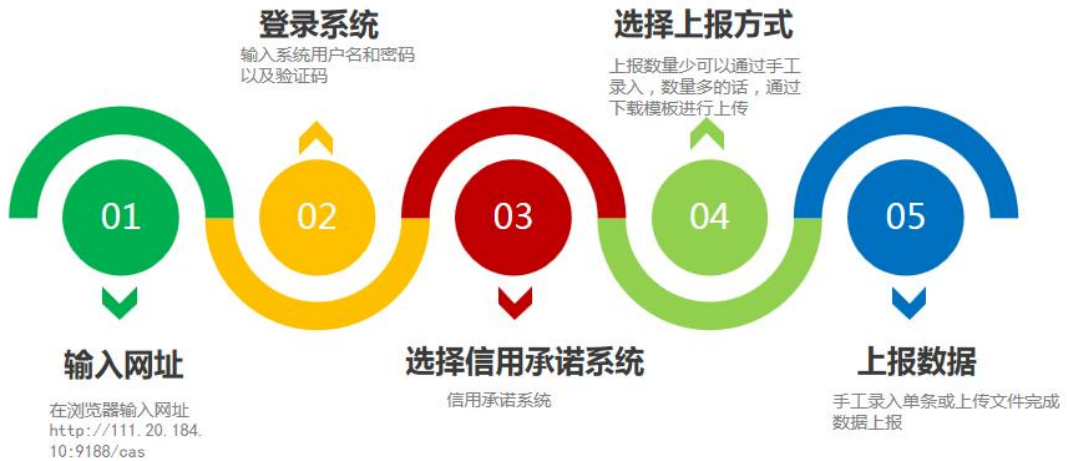 登录系统
输入系统用户名和密码
以及验证码
选择上报方式
上报数量少可以通过手工
录入，数量多的话，通过
下载模板进行上传
01
02
03
04
05
输入网址
在浏览器输入网址
http://111.20.184.
10:9188/cas
选择信用承诺系统
信用承诺系统
上报数据
手工录入单条或上传文件完成
数据上报